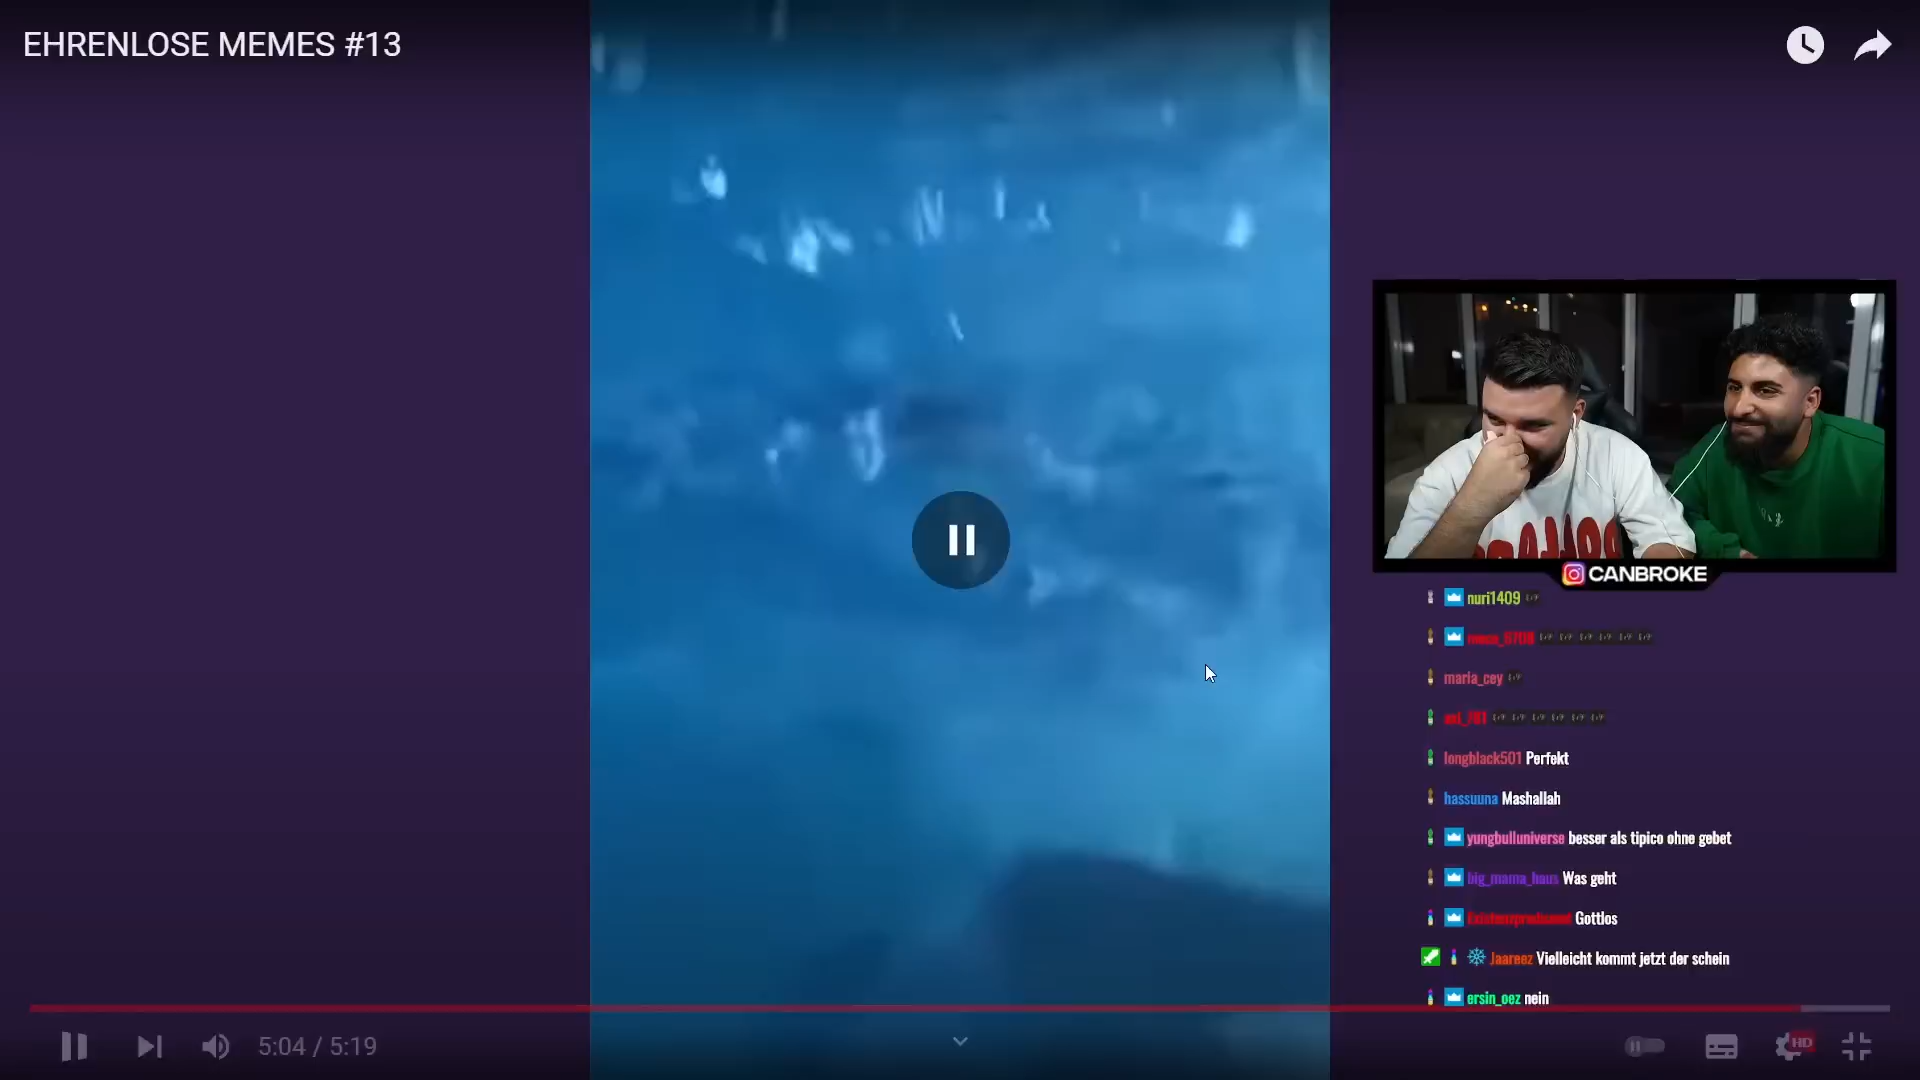 EHRENLOSE MEMES #13
CANBROKE
nuri1409
maria_cey
ani_781
longblack501 Perfekt
hassuuna Mashallah
yungbulluniverse besser als tipico ohne gebet
big_mama_haus Was geht
Gottlos
Jaareez Vielleicht kommt jetzt der schein
ersin_oez nein
5:04 / 5:19
HD